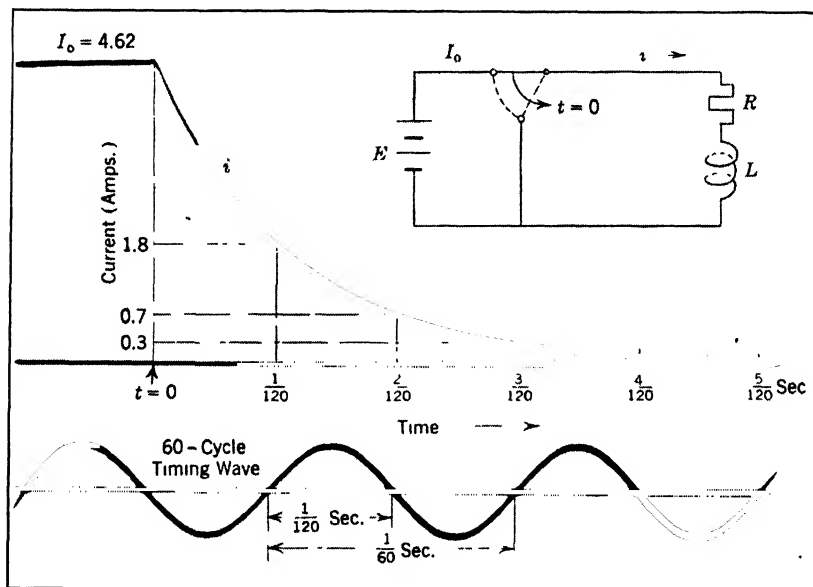 I₀ = 4.62
I₀
i →
t = 0
R
E
L
i
Current (Amps.)
1.8
0.7
0.3
t = 0
1/120
2/120
3/120
4/120
5/120 Sec
Time →
60-Cycle
Timing Wave
1/120 Sec.
1/60 Sec.